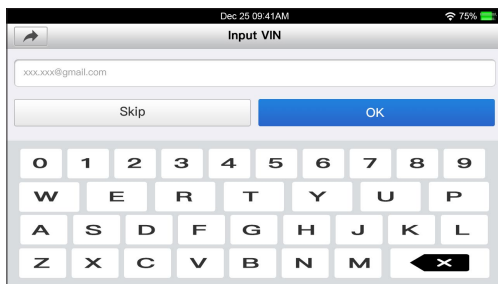 Dec 25 09:41AM
75%
Input VIN
xxx.xxx@gmail.com
Skip OK
0 1 2 3 4 5 6 7 8 9
W E R T Y U P
A S D F G H J K L
Z X C V B N M